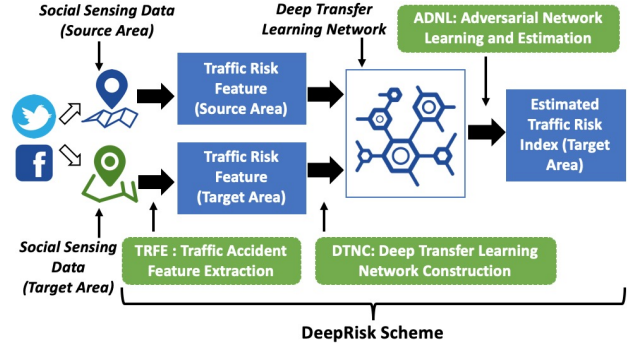 Social Sensing Data
(Source Area)
Deep Transfer
Learning Network
ADNL: Adversarial Network
Learning and Estimation
Traffic Risk
Feature
(Source Area)
Estimated
Traffic Risk
Index (Target
Area)
f
Traffic Risk
Feature
(Target Area)
Social Sensing
Data
(Target Area)
TRFE : Traffic Accident
Feature Extraction
DTNC: Deep Transfer Learning
Network Construction
DeepRisk Scheme